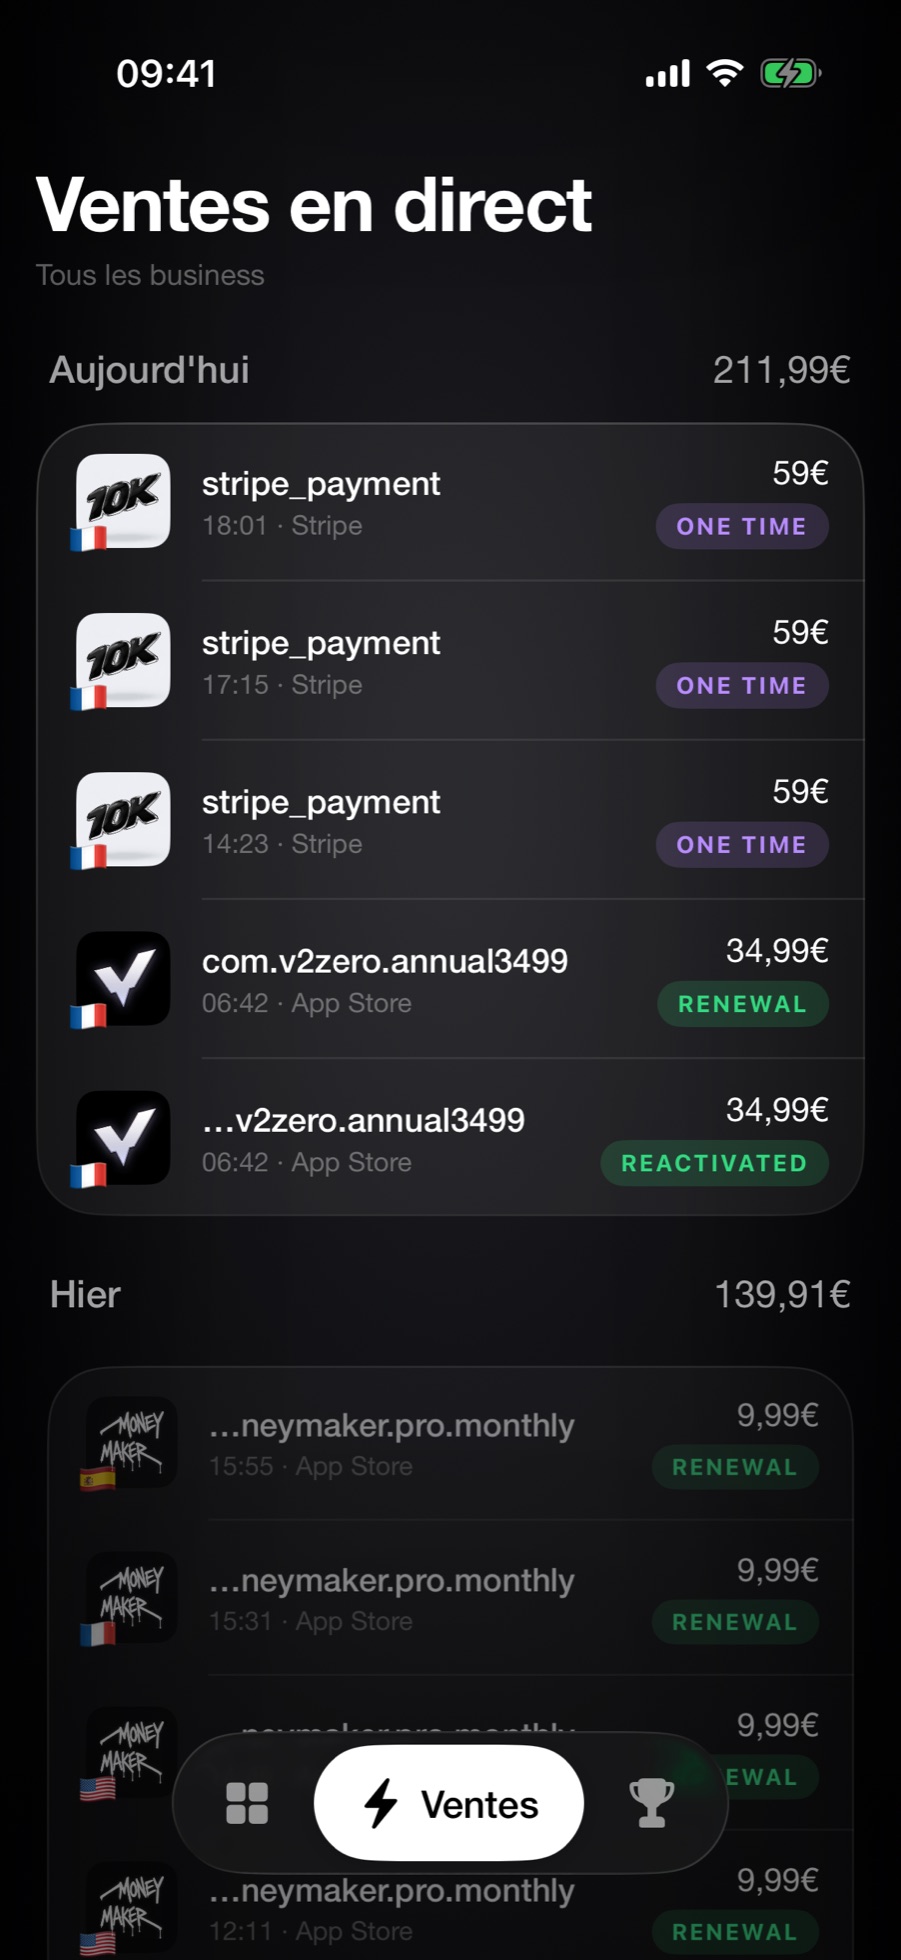 09:41
Ventes en direct
Tous les business
Aujourd'hui 211,99€
10K
stripe_payment 59€
18:01 · Stripe ONE TIME
10K
stripe_payment 59€
17:15 · Stripe ONE TIME
10K
stripe_payment 59€
14:23 · Stripe ONE TIME
com.v2zero.annual3499 34,99€
06:42 · App Store RENEWAL
...v2zero.annual3499 34,99€
06:42 · App Store REACTIVATED
Hier 139,91€
MONEY MAKER
...neymaker.pro.monthly 9,99€
15:55 · App Store RENEWAL
MONEY MAKER
...neymaker.pro.monthly 9,99€
15:31 · App Store RENEWAL
MONEY MAKER
...neymaker.pro.monthly 9,99€
EWAL
Ventes
MONEY MAKER
...neymaker.pro.monthly 9,99€
12:11 · App Store RENEWAL